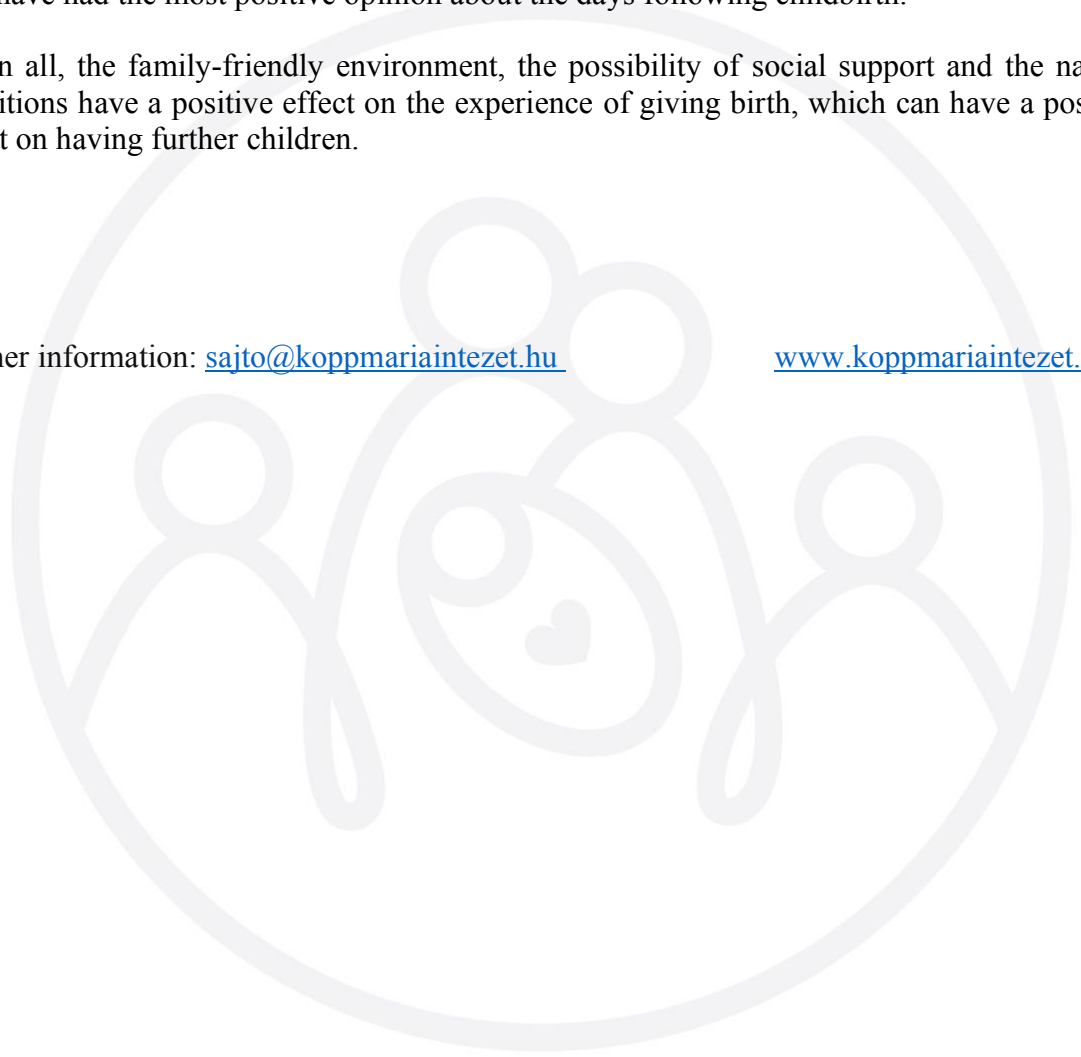 have had the most positive opinion about the days following childbirth.
n all, the family-friendly environment, the possibility of social support and the na
itions have a positive effect on the experience of giving birth, which can have a pos
t on having further children.
er information: sajto@koppmariaintezet.hu www.koppmariaintezet.